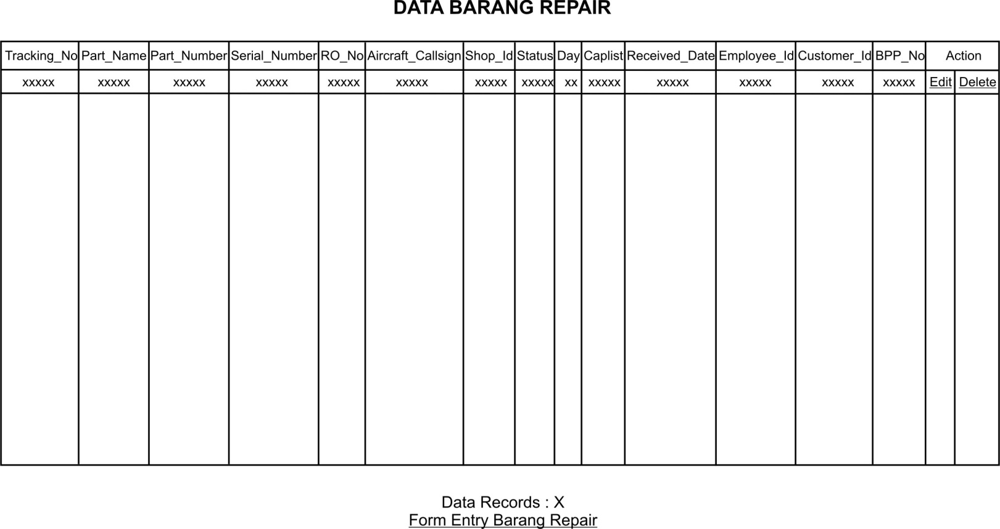 DATA BARANG REPAIR
Tracking_No Part_Name Part_Number Serial_Number RO_No Aircraft_Callsign Shop_Id Status Day Caplist Received_Date Employee_Id Customer_Id BPP_No Action
xxxxx xxxxx xxxxx xxxxx xxxxx xxxxx xxxxx xxxxx xx xxxxx xxxxx xxxxx xxxxx xxxxx Edit Delete
Data Records : X
Form Entry Barang Repair